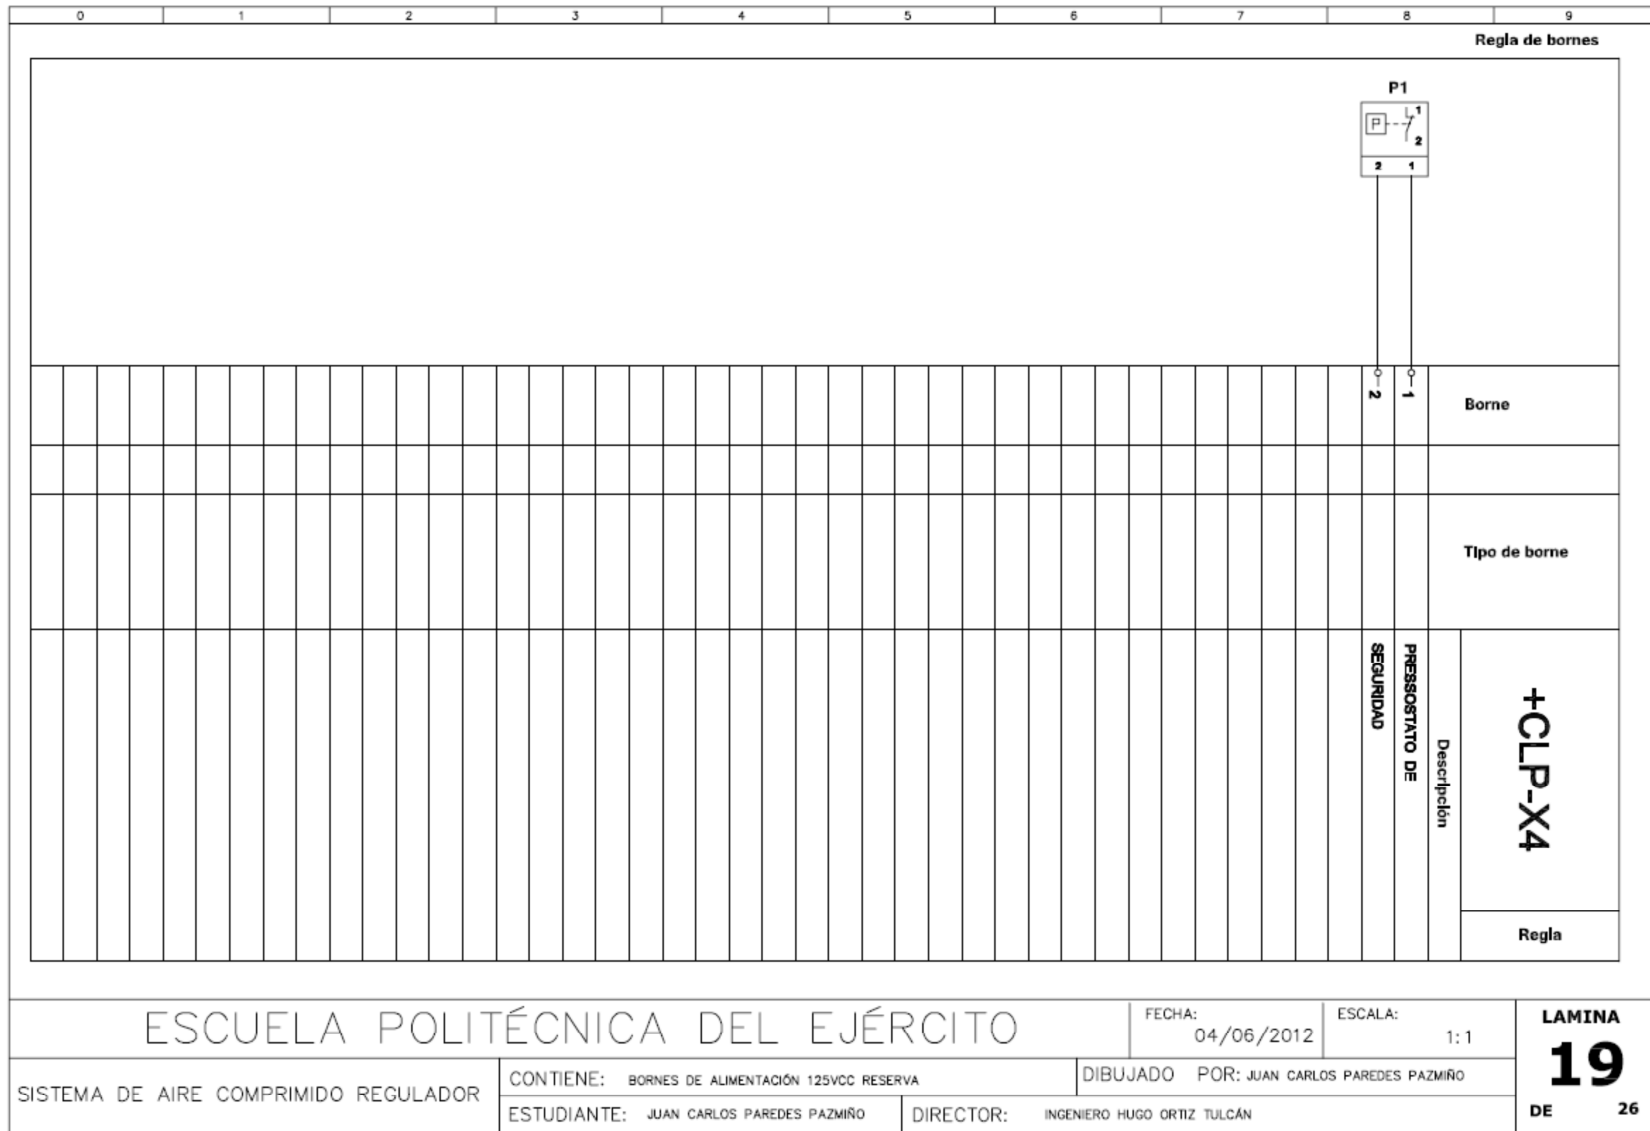 0 1 2 3 4 5 6 7 8 9
Regla de bornes
P1
P
1
2
2 1
2 1
Borne
Tipo de borne
PRESSOSTATO DE
SEGURIDAD
Descripción
+CLP-X4
Regla
ESCUELA POLITÉCNICA DEL EJÉRCITO
FECHA:
04/06/2012
ESCALA:
1:1
LAMINA
19
DE 26
SISTEMA DE AIRE COMPRIMIDO REGULADOR
CONTIENE: BORNES DE ALIMENTACIÓN 125VCC RESERVA
DIBUJADO POR: JUAN CARLOS PAREDES PAZMIÑO
ESTUDIANTE: JUAN CARLOS PAREDES PAZMIÑO
DIRECTOR: INGENIERO HUGO ORTIZ TULCÁN